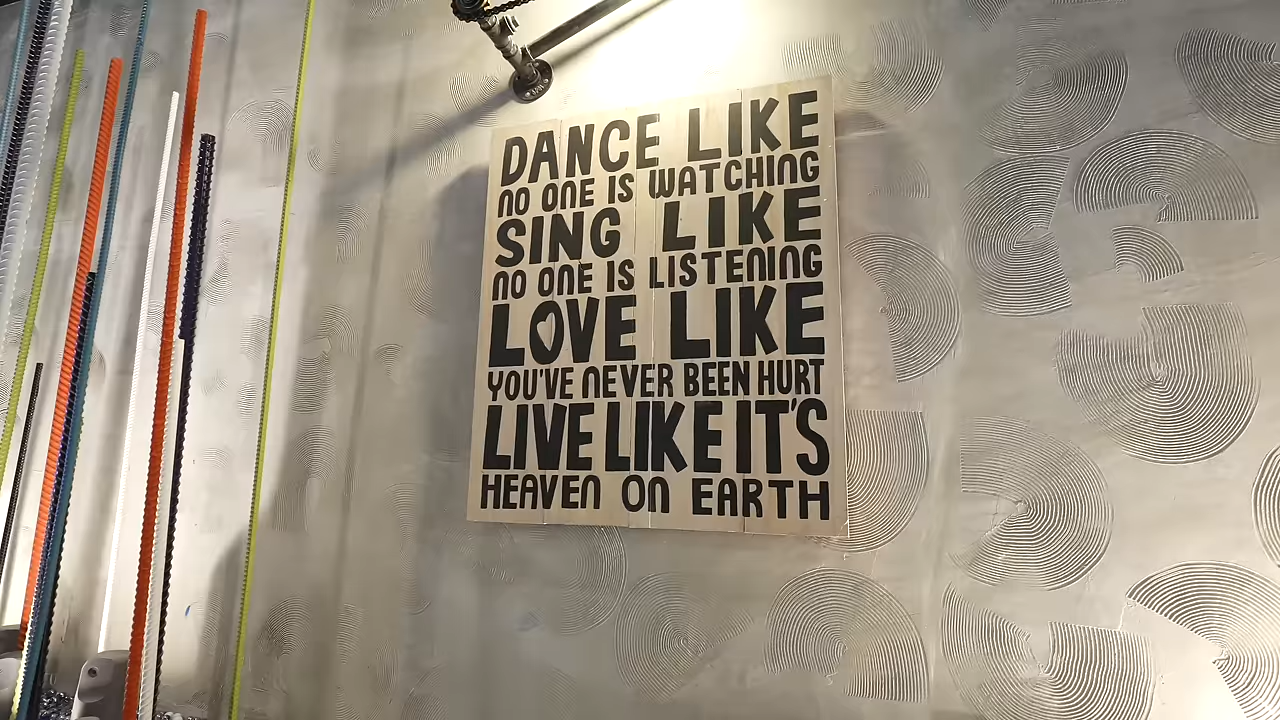 DANCE LIKE
NO ONE IS WATCHING
SING LIKE
NO ONE IS LISTENING
LOVE LIKE
YOU'VE NEVER BEEN HURT
LIVE LIKE IT'S
HEAVEN ON EARTH